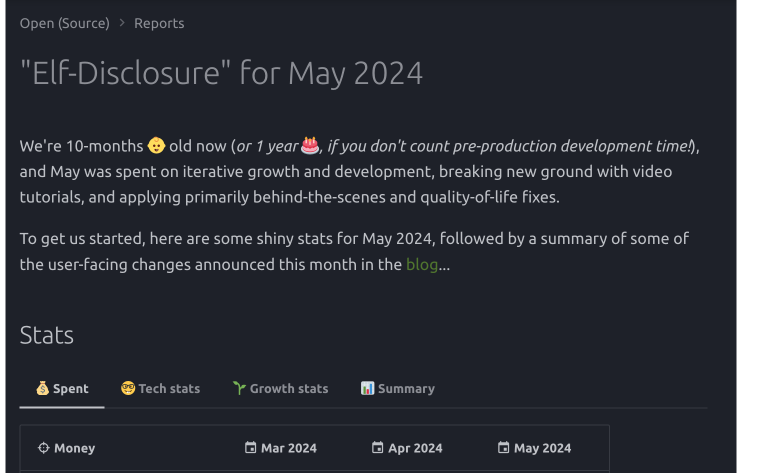 Open (Source) > Reports
"Elf-Disclosure" for May 2024
We're 10-months 👶 old now (or 1 year🎂, if you don't count pre-production development time!),
and May was spent on iterative growth and development, breaking new ground with video
tutorials, and applying primarily behind-the-scenes and quality-of-life fixes.
To get us started, here are some shiny stats for May 2024, followed by a summary of some of
the user-facing changes announced this month in the blog...
Stats
💰 Spent 🤓 Tech stats 🌱 Growth stats 📊 Summary
Money Mar 2024 Apr 2024 May 2024